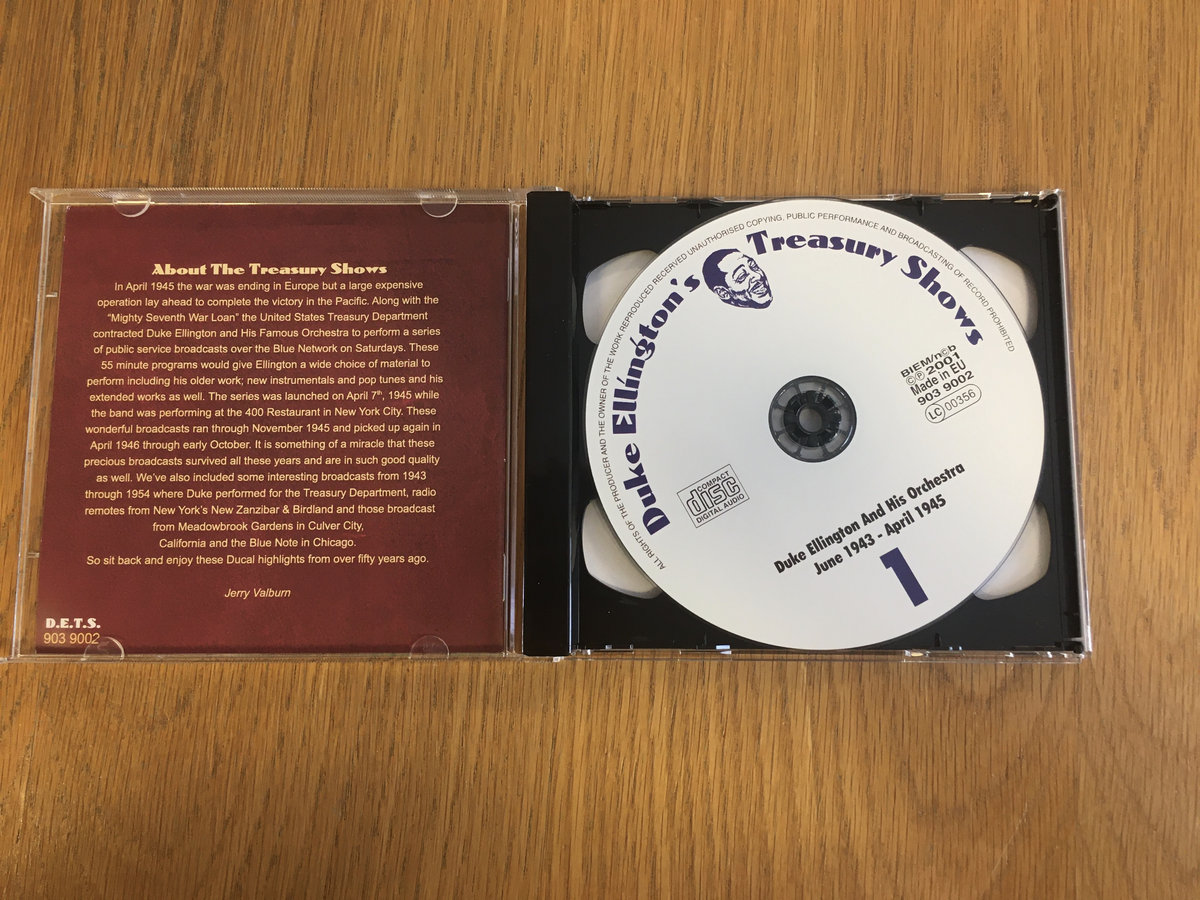 About The Treasury Shows
In April 1945 the war was ending in Europe but a large expensive
operation lay ahead to complete the victory in the Pacific. Along with the
“Mighty Seventh War Loan” the United States Treasury Department
contracted Duke Ellington and His Famous Orchestra to perform a series
of public service broadcasts over the Blue Network on Saturdays. These
55 minute programs would give Ellington a wide choice of material to
perform including his older work; new instrumentals and pop tunes and his
extended works as well. The series was launched on April 7th, 1945 while
the band was performing at the 400 Restaurant in New York City. These
wonderful broadcasts ran through November 1945 and picked up again in
April 1946 through early October. It is something of a miracle that these
precious broadcasts survived all these years and are in such good quality
as well. We've also included some interesting broadcasts from 1943
through 1954 where Duke performed for the Treasury Department, radio
remotes from New York's New Zanzibar & Birdland and those broadcast
from Meadowbrook Gardens in Culver City,
California and the Blue Note in Chicago.
So sit back and enjoy these Ducal highlights from over fifty years ago.
Jerry Valburn
D.E.T.S.
903 9002
ALL RIGHTS OF THE PRODUCER AND THE OWNER OF THE WORK REPRODUCED RECERVED UNAUTHORISED COPYING, PUBLIC PERFORMANCE AND BROADCASTING OF RECORD PROHIBITED
Duke Ellington's Treasury Shows
BIEM/n©b
©℗ 2001
Made in EU
903 9002
LC 00356
COMPACT
disc
DIGITAL AUDIO
Duke Ellington And His Orchestra
June 1943 - April 1945
1